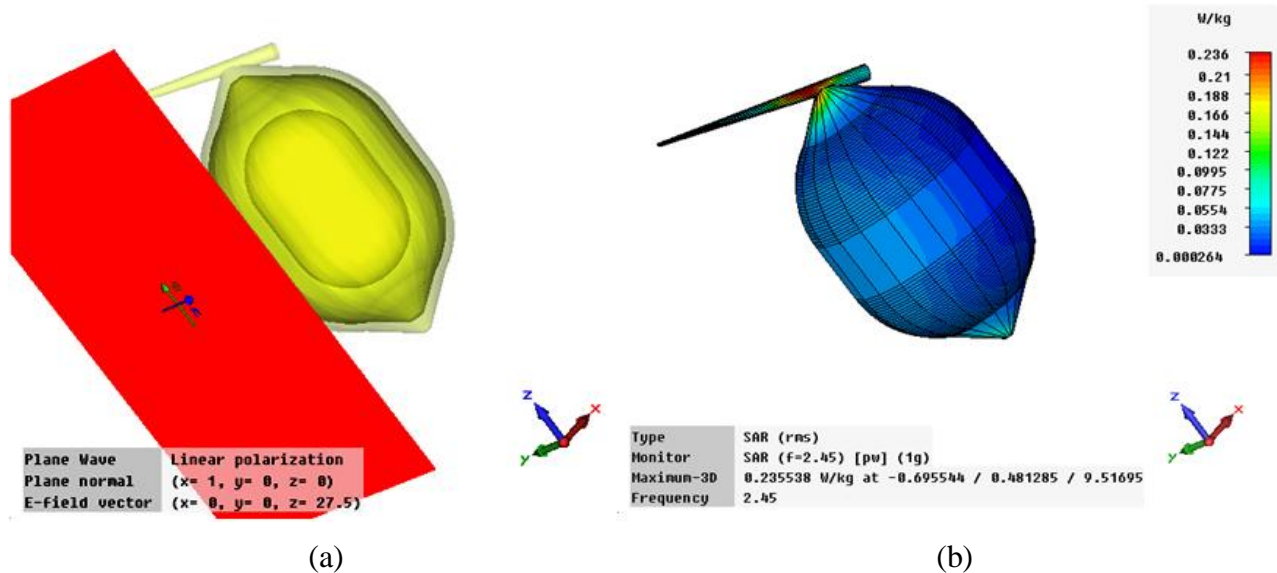 W/kg
0.236
0.21
0.188
0.166
0.144
0.122
0.0995
0.0775
0.0554
0.0333
0.000264
z
x
y
Plane Wave Linear polarization
Plane normal (x= 1, y= 0, z= 0)
E-field vector (x= 0, y= 0, z= 27.5)
z
x
y
Type SAR (rms)
Monitor SAR (f=2.45) [pw] (1g)
Maximum-3D 0.235538 W/kg at -0.695544 / 0.481285 / 9.51695
Frequency 2.45
(a)
(b)